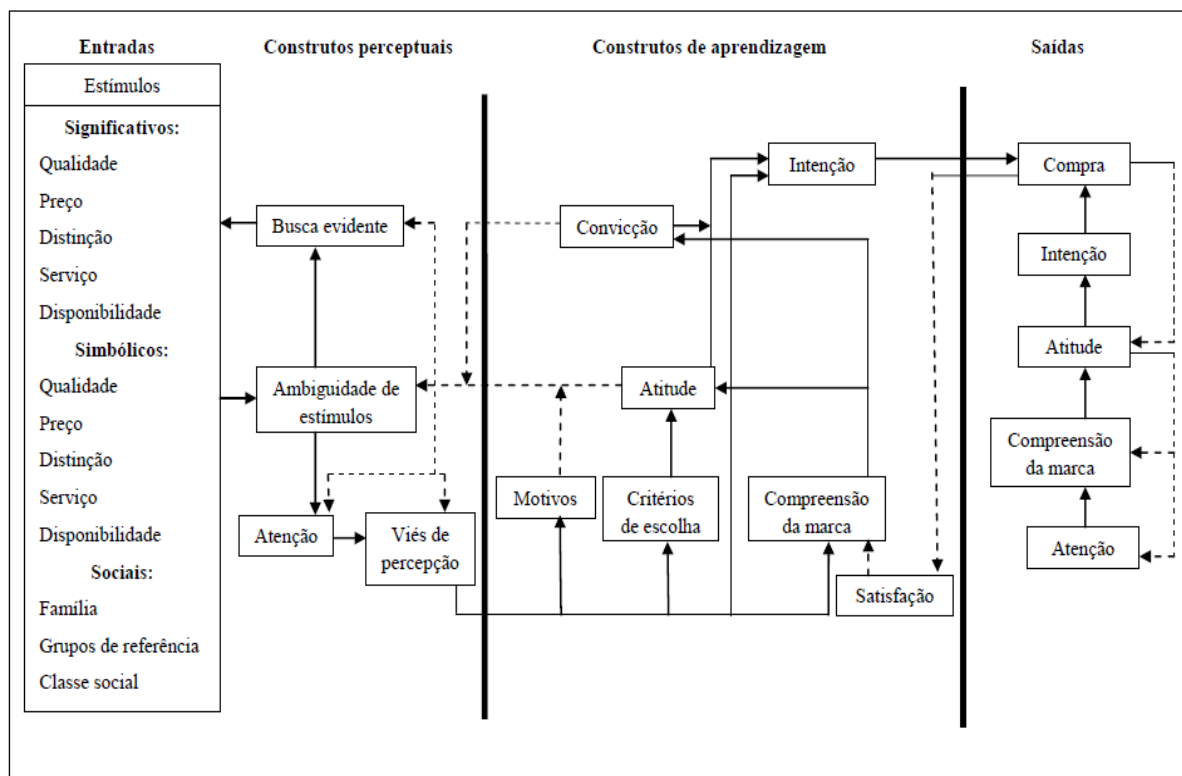 Entradas
Construtos perceptuais
Construtos de aprendizagem
Saídas
Estímulos
Significativos:
Qualidade
Preço
Distinção
Serviço
Disponibilidade
Simbólicos:
Qualidade
Preço
Distinção
Serviço
Disponibilidade
Sociais:
Família
Grupos de referência
Classe social
Busca evidente
Ambiguidade de
estímulos
Atenção
Viés de
percepção
Intenção
Convicção
Atitude
Motivos
Critérios
de escolha
Compreensão
da marca
Satisfação
Compra
Intenção
Atitude
Compreensão
da marca
Atenção